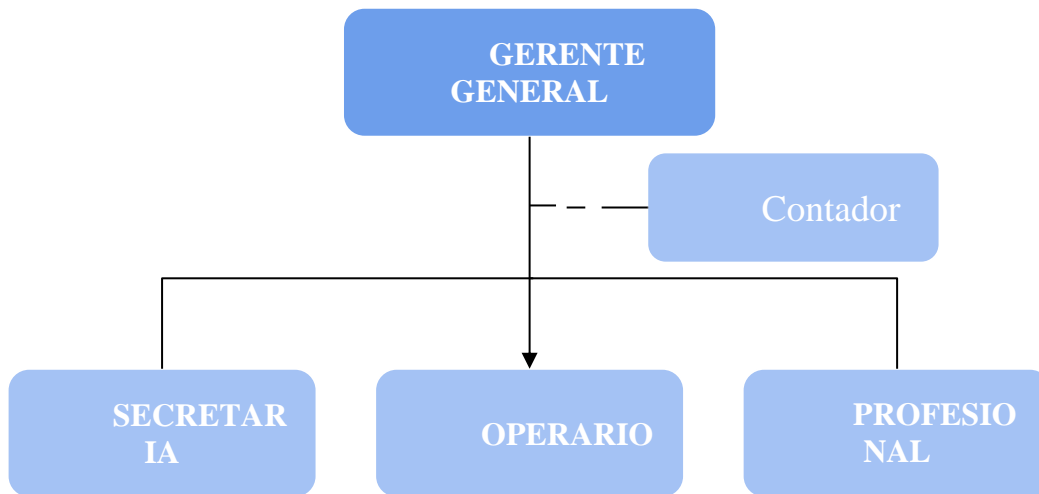 GERENTE
GENERAL
Contador
SECRETAR
IA
OPERARIO
PROFESIO
NAL